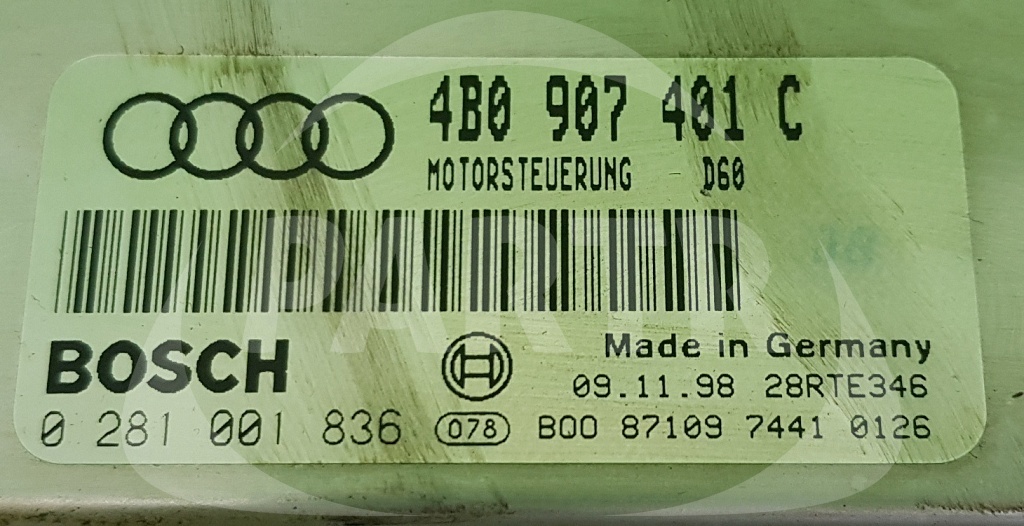 4B0 907 401 C
MOTORSTEUERUNG D60
BOSCH
Made in Germany
09.11.98 28RTE346
0 281 001 836 078 B00 87109 7441 0126